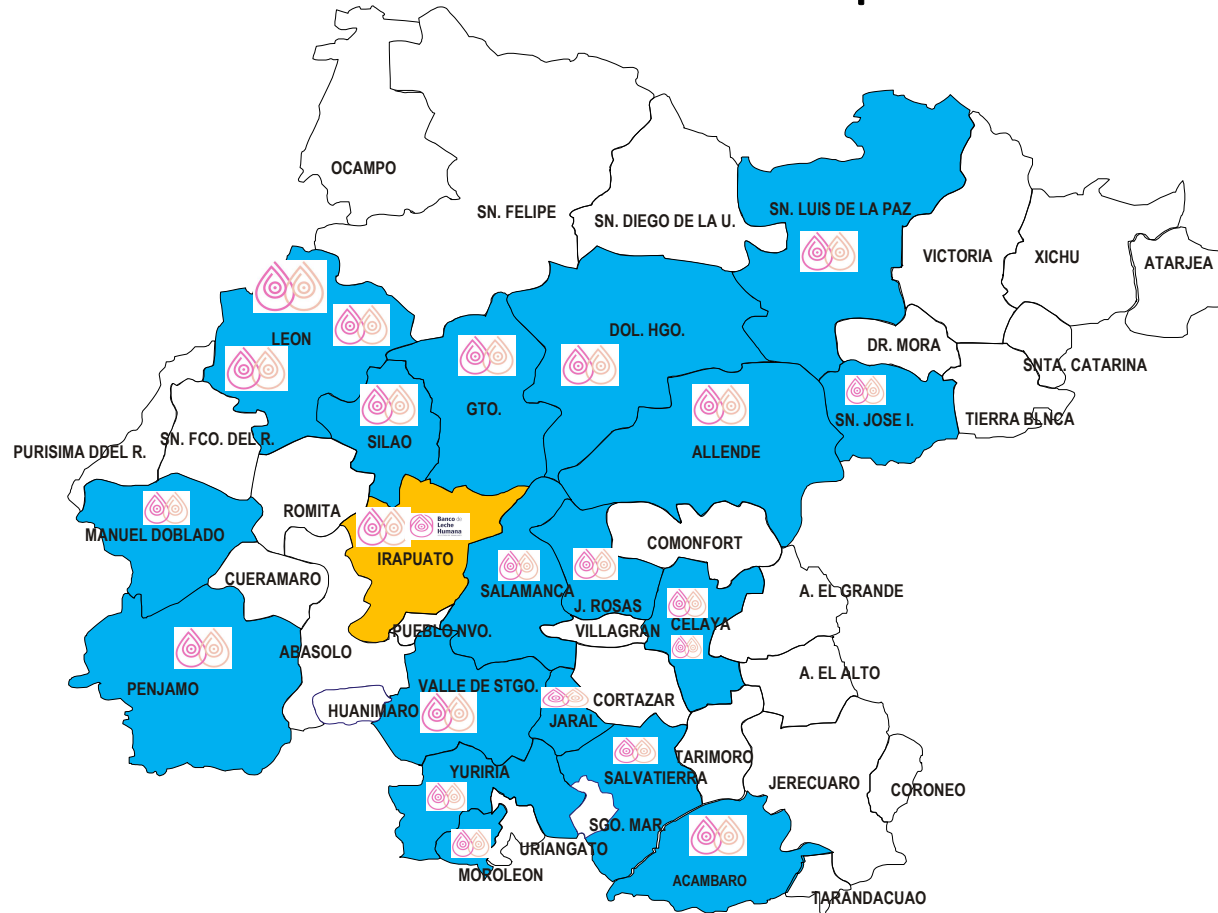 OCAMPO
SN. FELIPE
SN. DIEGO DE LA U.
SN. LUIS DE LA PAZ
VICTORIA
XICHU
ATARJEA
LEON
DOL. HGO.
DR. MORA
SNTA. CATARINA
GTO.
SN. JOSE I.
TIERRA BLNCA
PURISIMA DDEL R.
SN. FCO. DEL R.
SILAO
ALLENDE
ROMITA
MANUEL DOBLADO
Banco de
Leche
Humana
IRAPUATO
COMONFORT
CUERAMARO
SALAMANCA
J. ROSAS
A. EL GRANDE
PUEBLO NVO.
VILLAGRAN
CELAYA
ABASOLO
PENJAMO
VALLE DE STGO.
A. EL ALTO
HUANIMARO
CORTAZAR
JARAL
TARIMORO
YURIRIA
SALVATIERRA
JERECUARO
CORONEO
SGO. MAR.
URIANGATO
MOROLEON
ACAMBARO
TARANDACUAO